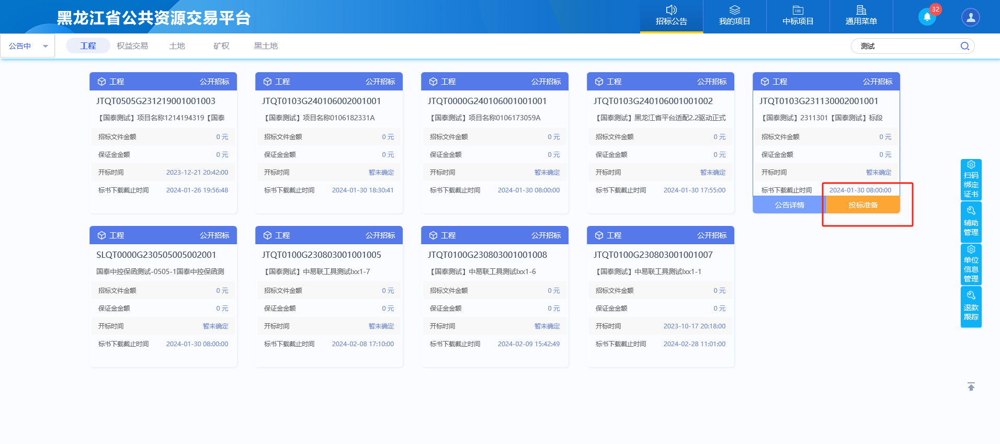 黑龙江省公共资源交易平台
招标公告
我的项目
中标项目
通用菜单
32
公告中
工程
权益交易
土地
矿权
黑土地
测试
工程 公开招标
JTQT0505G231219001001003
【国泰测试】项目名称1214194319【国泰
招标文件金额 0 元
保证金金额 0 元
开标时间 2023-12-21 20:42:00
标书下载截止时间 2024-01-26 19:56:48
工程 公开招标
JTQT0103G240106002001001
【国泰测试】项目名称0106182331A
招标文件金额 0 元
保证金金额 0 元
开标时间 暂未确定
标书下载截止时间 2024-01-30 18:30:41
工程 公开招标
JTQT0000G240106001001001
【国泰测试】项目名称0106173059A
招标文件金额 0 元
保证金金额 0 元
开标时间 暂未确定
标书下载截止时间 2024-01-30 08:00:00
工程 公开招标
JTQT0103G240106001001002
【国泰测试】黑龙江省平台适配2.2驱动正式
招标文件金额 0 元
保证金金额 0 元
开标时间 暂未确定
标书下载截止时间 2024-01-30 17:55:00
工程 公开招标
JTQT0103G231130002001001
【国泰测试】2311301【国泰测试】标段
招标文件金额 0 元
保证金金额 0 元
开标时间 暂未确定
标书下载截止时间 2024-01-30 08:00:00
公告详情 投标准备
工程 公开招标
SLQT0000G230505005002001
国泰中控保函测试-0505-1国泰中控保函测
招标文件金额 0 元
保证金金额 0 元
开标时间 暂未确定
标书下载截止时间 2024-01-30 08:00:00
工程 公开招标
JTQT0100G230803001001005
【国泰测试】中易联工具测试lxx1-7
招标文件金额 0 元
保证金金额 0 元
开标时间 暂未确定
标书下载截止时间 2024-02-08 17:10:00
工程 公开招标
JTQT0100G230803001001008
【国泰测试】中易联工具测试lxx1-6
招标文件金额 0 元
保证金金额 0 元
开标时间 暂未确定
标书下载截止时间 2024-02-09 15:42:49
工程 公开招标
JTQT0100G230803001001007
【国泰测试】中易联工具测试lxx1-1
招标文件金额 0 元
保证金金额 0 元
开标时间 2023-10-17 20:18:00
标书下载截止时间 2024-02-28 11:01:00
扫码
绑定
证书
辅助
管理
单位
信息
管理
退款
跟踪